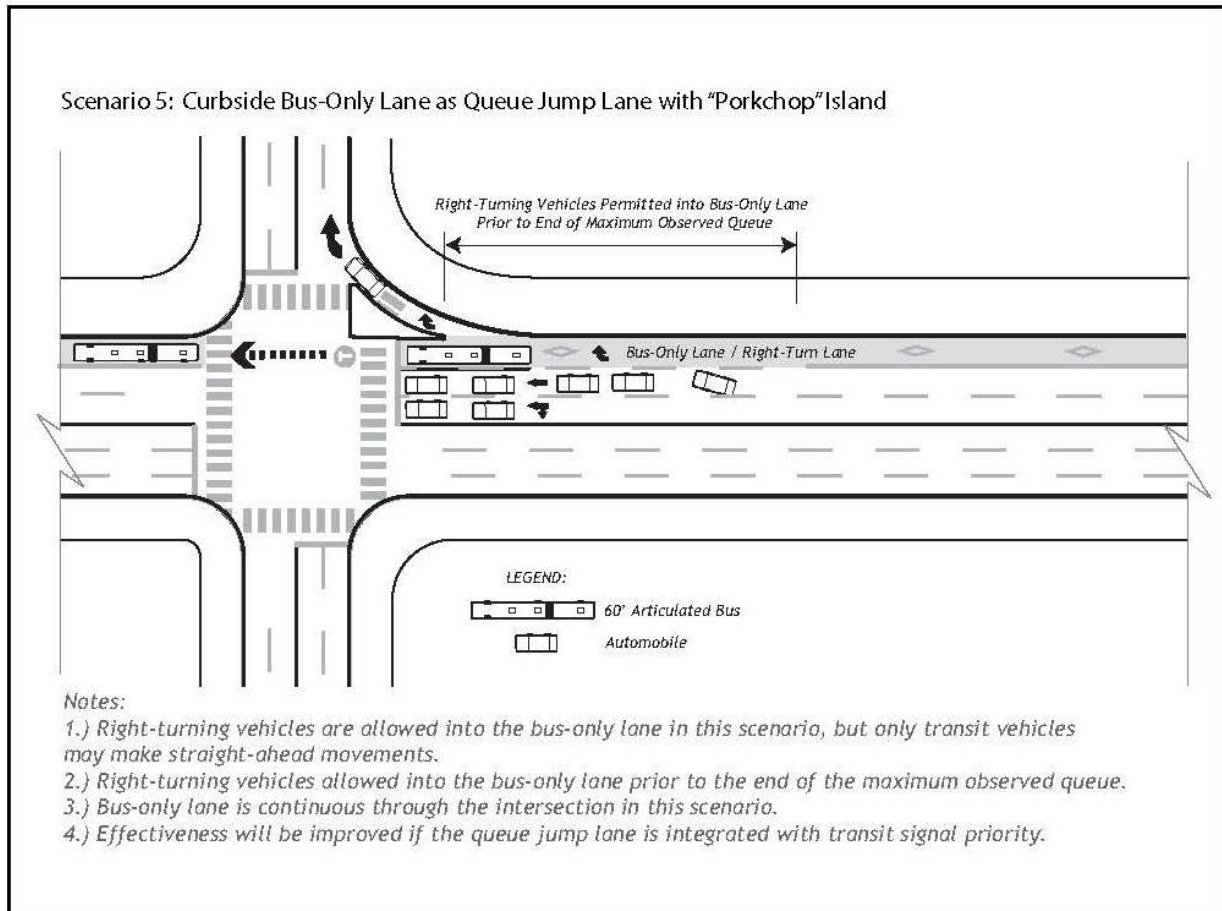 Scenario 5: Curbside Bus-Only Lane as Queue Jump Lane with "Porkchop" Island
Right-Turning Vehicles Permitted into Bus-Only Lane
Prior to End of Maximum Observed Queue
T
Bus-Only Lane / Right-Turn Lane
LEGEND:
60' Articulated Bus
Automobile
Notes:
1.) Right-turning vehicles are allowed into the bus-only lane in this scenario, but only transit vehicles
may make straight-ahead movements.
2.) Right-turning vehicles allowed into the bus-only lane prior to the end of the maximum observed queue.
3.) Bus-only lane is continuous through the intersection in this scenario.
4.) Effectiveness will be improved if the queue jump lane is integrated with transit signal priority.